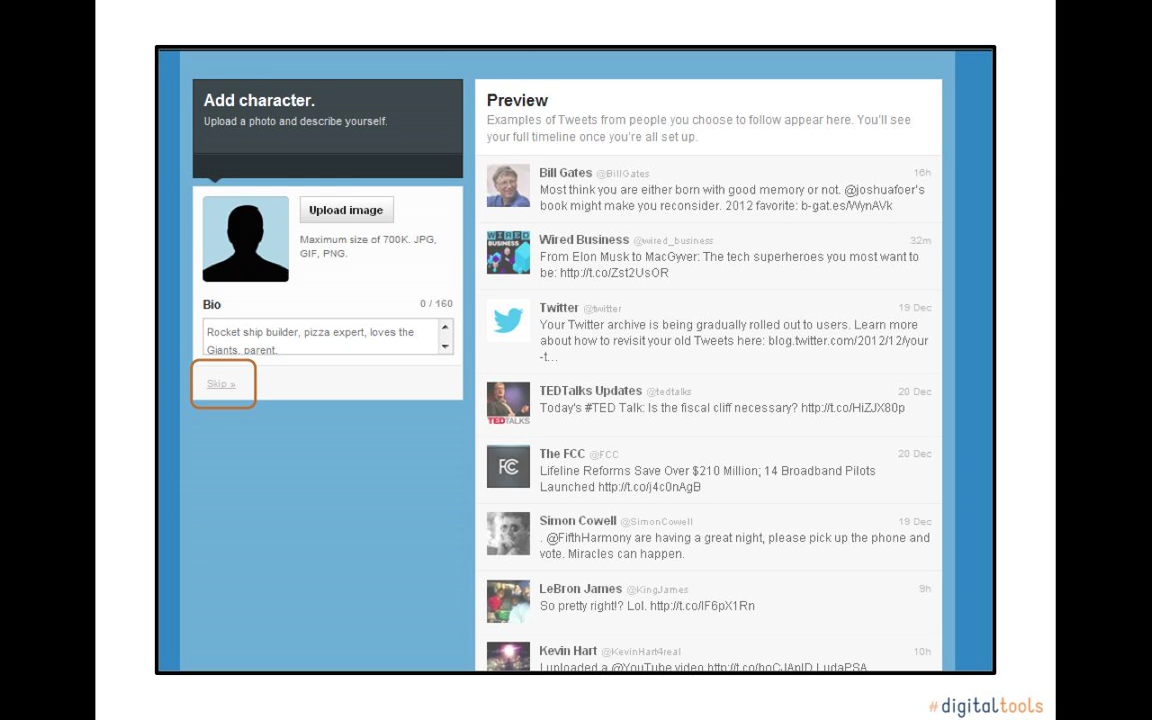 Add character.
Upload a photo and describe yourself.
Upload image
Maximum size of 700K. JPG,
GIF, PNG.
Bio
0 / 160
Rocket ship builder, pizza expert, loves the
Giants, parent.
Skip »
Preview
Examples of Tweets from people you choose to follow appear here. You'll see
your full timeline once you're all set up.
Bill Gates @BillGates 16h
Most think you are either born with good memory or not. @joshuafoer's
book might make you reconsider. 2012 favorite: b-gat.es/WynAVk
WIRED
BUSINESS
Wired Business @wired_business 32m
From Elon Musk to MacGyver: The tech superheroes you most want to
be: http://t.co/Zst2UsOR
Twitter @twitter 19 Dec
Your Twitter archive is being gradually rolled out to users. Learn more
about how to revisit your old Tweets here: blog.twitter.com/2012/12/your
-t…
TEDTALKS
TEDTalks Updates @tedtalks 20 Dec
Today's #TED Talk: Is the fiscal cliff necessary? http://t.co/HiZJX80p
FC
The FCC @FCC 20 Dec
Lifeline Reforms Save Over $210 Million; 14 Broadband Pilots
Launched http://t.co/j4c0nAgB
Simon Cowell @SimonCowell 19 Dec
. @FifthHarmony are having a great night, please pick up the phone and
vote. Miracles can happen.
LeBron James @KingJames 9h
So pretty right!? Lol. http://t.co/IF6pX1Rn
Kevin Hart @KevinHart4real 10h
I uploaded a @YouTube video
#digitaltools